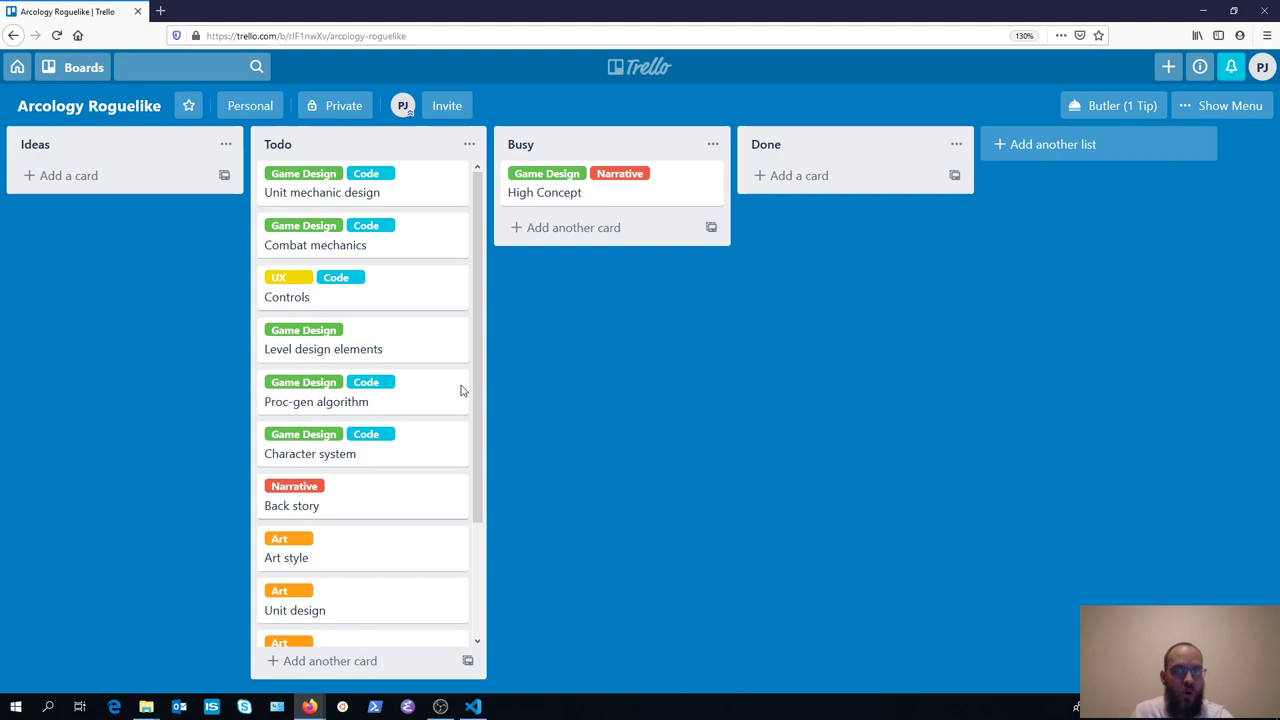 Arcology Roguelike | Trello
https://trello.com/b/rIF1nwXv/arcology-roguelike
130%
Boards
Trello
PJ
Arcology Roguelike
Personal
Private
PJ
Invite
Butler (1 Tip)
Show Menu
Ideas
Add a card
Todo
Game Design Code
Unit mechanic design
Game Design Code
Combat mechanics
UX Code
Controls
Game Design
Level design elements
Game Design Code
Proc-gen algorithm
Game Design Code
Character system
Narrative
Back story
Art
Art style
Art
Unit design
Art
Add another card
Busy
Game Design Narrative
High Concept
Add another card
Done
Add a card
Add another list